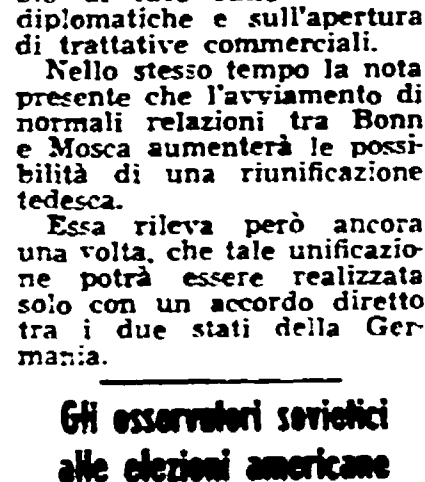 diplomatiche e sull'apertura
di trattative commerciali.
Nello stesso tempo la nota
presente che l'avviamento di
normali relazioni tra Bonn
e Mosca aumenterà le possi-
bilità di una riunificazione
tedesca.
Essa rileva però ancora
una volta, che tale unificazio-
ne potrà essere realizzata
solo con un accordo diretto
tra i due stati della Ger-
mania.
Gli osservatori sovietici
alle elezioni americane